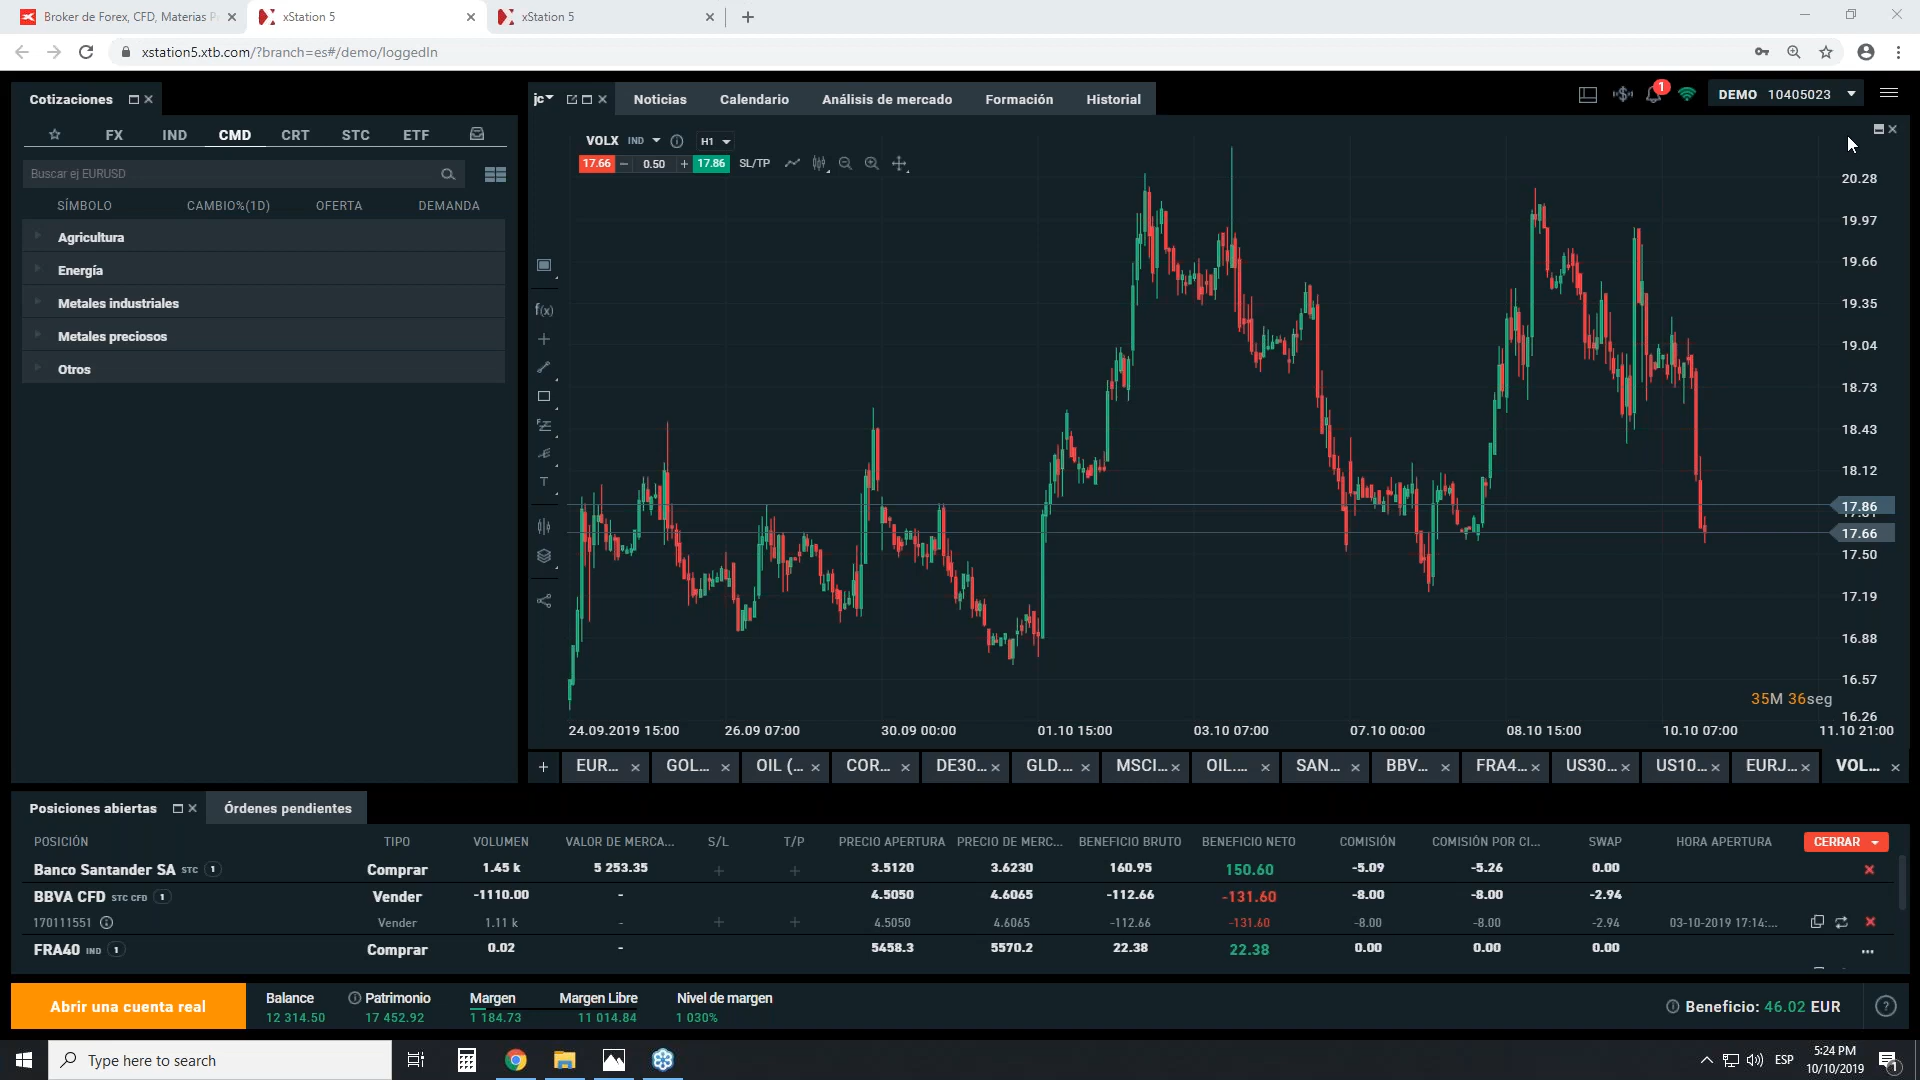 Broker de Forex, CFD, Materias P
xStation 5
xStation 5
xstation5.xtb.com/?branch=es#/demo/loggedIn
Cotizaciones
jc
Noticias
Calendario
Análisis de mercado
Formación
Historial
1
DEMO 10405023
FX
IND
CMD
CRT
STC
ETF
Buscar ej EURUSD
SÍMBOLO
CAMBIO%(1D)
OFERTA
DEMANDA
Agricultura
Energía
Metales industriales
Metales preciosos
Otros
VOLX IND
H1
17.66
0.50
17.86
SL/TP
f(x)
T
20.28
19.97
19.66
19.35
19.04
18.73
18.43
18.12
17.86
17.66
17.50
17.19
16.88
16.57
16.26
35M 36seg
24.09.2019 15:00
26.09 07:00
30.09 00:00
01.10 15:00
03.10 07:00
07.10 00:00
08.10 15:00
10.10 07:00
11.10 21:00
EUR...
GOL...
OIL (...
COR...
DE30...
GLD....
MSCI...
OIL....
SAN...
BBV...
FRA4...
US30...
US10...
EURJ...
VOL...
Posiciones abiertas
Órdenes pendientes
POSICIÓN TIPO VOLUMEN VALOR DE MERCA... S/L T/P PRECIO APERTURA PRECIO DE MERC... BENEFICIO BRUTO BENEFICIO NETO COMISIÓN COMISIÓN POR CI... SWAP HORA APERTURA CERRAR
Banco Santander SA STC 1 Comprar 1.45 k 5 253.35 3.5120 3.6230 160.95 150.60 -5.09 -5.26 0.00
BBVA CFD STC CFD 1 Vender -1110.00 - 4.5050 4.6065 -112.66 -131.60 -8.00 -8.00 -2.94
170111551 Vender 1.11 k - 4.5050 4.6065 -112.66 -131.60 -8.00 -8.00 -2.94 03-10-2019 17:14:...
FRA40 IND 1 Comprar 0.02 - 5458.3 5570.2 22.38 22.38 0.00 0.00 0.00 ...
Abrir una cuenta real
Balance
12 314.50
Patrimonio
17 452.92
Margen
1 184.73
Margen Libre
11 014.84
Nivel de margen
1 030%
Beneficio: 46.02 EUR
Type here to search
ESP
5:24 PM
10/10/2019
1